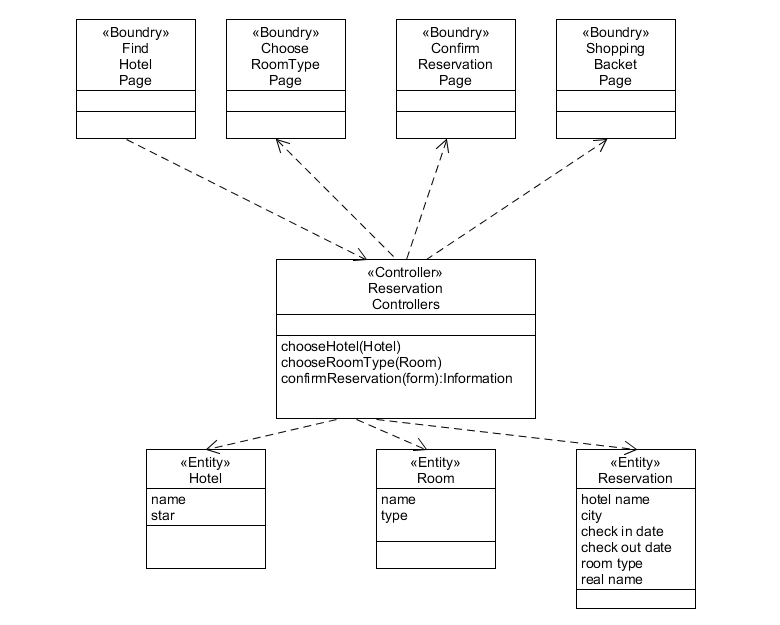 «Boundry»
Find
Hotel
Page
«Boundry»
Choose
RoomType
Page
«Boundry»
Confirm
Reservation
Page
«Boundry»
Shopping
Backet
Page
«Controller»
Reservation
Controllers
chooseHotel(Hotel)
chooseRoomType(Room)
confirmReservation(form):Information
«Entity»
Hotel
name
star
«Entity»
Room
name
type
«Entity»
Reservation
hotel name
city
check in date
check out date
room type
real name